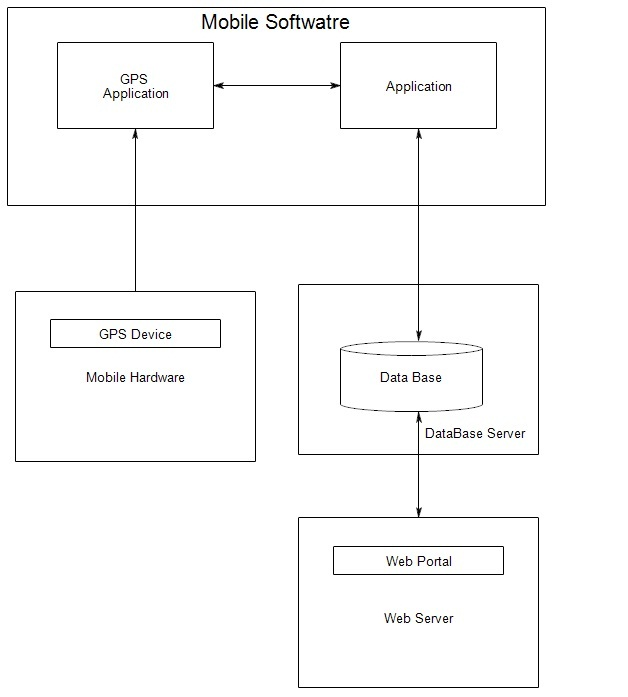 Mobile Softwatre
GPS
Application
Application
GPS Device
Mobile Hardware
Data Base
DataBase Server
Web Portal
Web Server